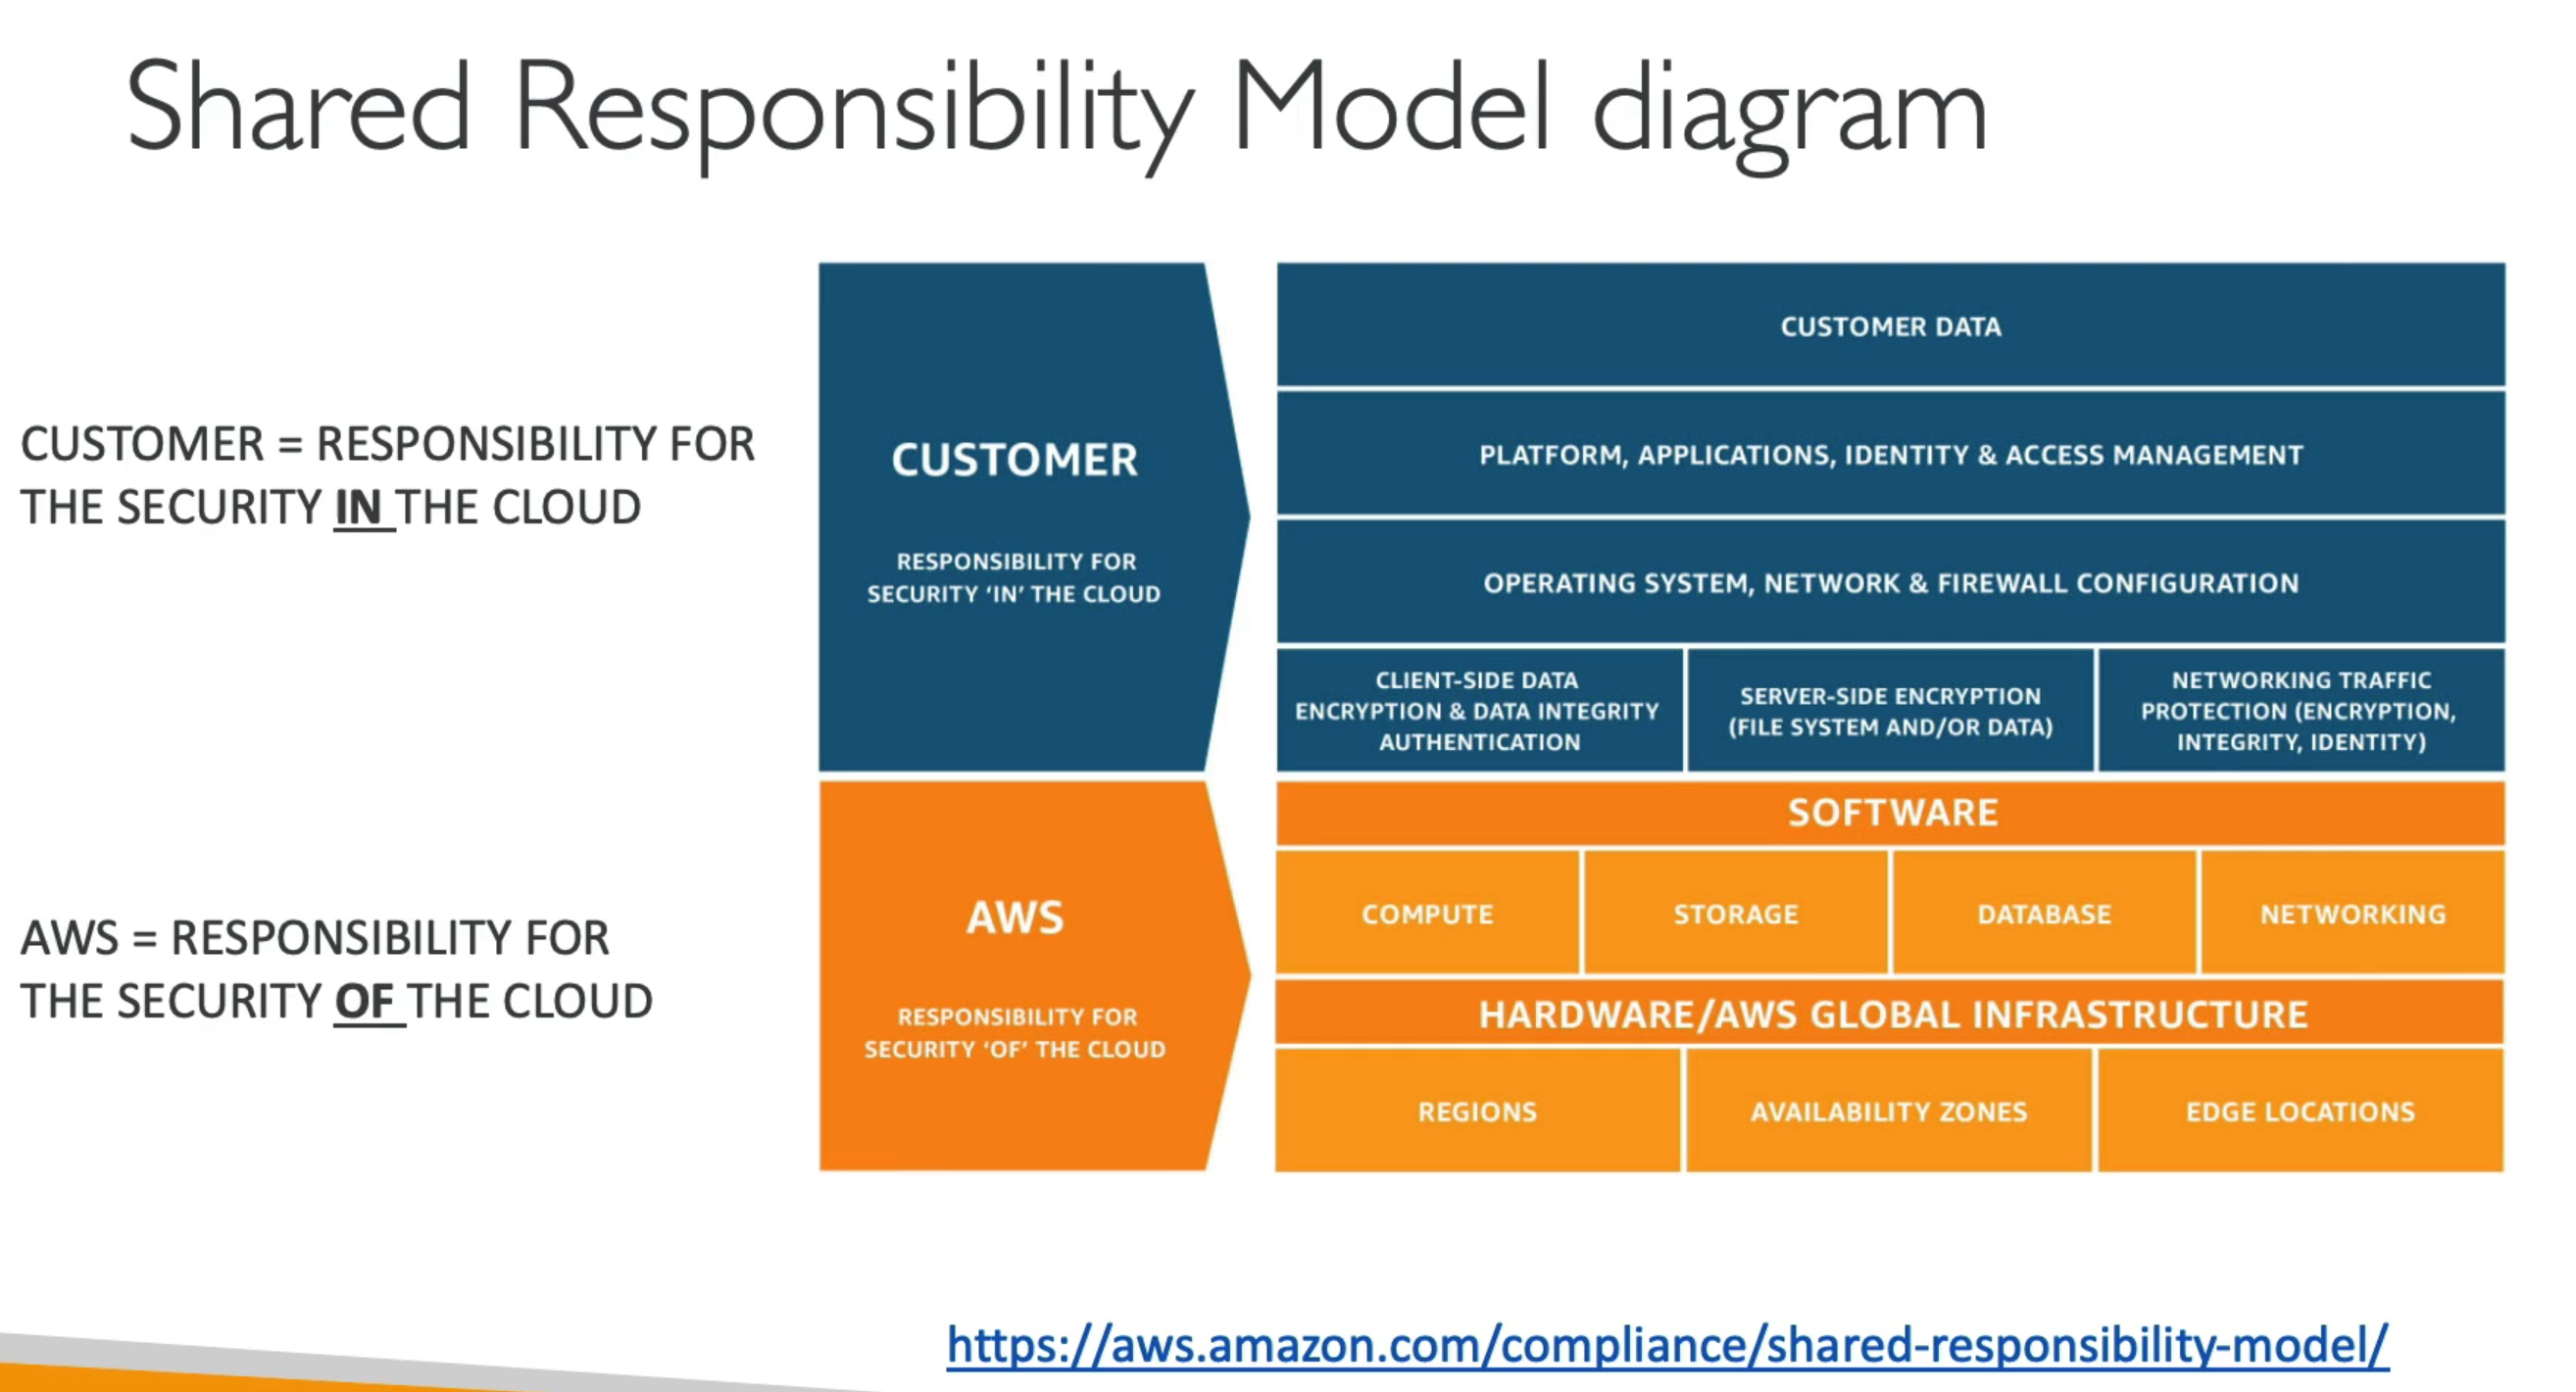 Shared Responsibility Model diagram
CUSTOMER = RESPONSIBILITY FOR
THE SECURITY IN THE CLOUD
CUSTOMER
RESPONSIBILITY FOR
SECURITY ‘IN’ THE CLOUD
CUSTOMER DATA
PLATFORM, APPLICATIONS, IDENTITY & ACCESS MANAGEMENT
OPERATING SYSTEM, NETWORK & FIREWALL CONFIGURATION
CLIENT-SIDE DATA
ENCRYPTION & DATA INTEGRITY
AUTHENTICATION
SERVER-SIDE ENCRYPTION
(FILE SYSTEM AND/OR DATA)
NETWORKING TRAFFIC
PROTECTION (ENCRYPTION,
INTEGRITY, IDENTITY)
AWS = RESPONSIBILITY FOR
THE SECURITY OF THE CLOUD
AWS
RESPONSIBILITY FOR
SECURITY ‘OF’ THE CLOUD
SOFTWARE
COMPUTE
STORAGE
DATABASE
NETWORKING
HARDWARE/AWS GLOBAL INFRASTRUCTURE
REGIONS
AVAILABILITY ZONES
EDGE LOCATIONS
https://aws.amazon.com/compliance/shared-responsibility-model/